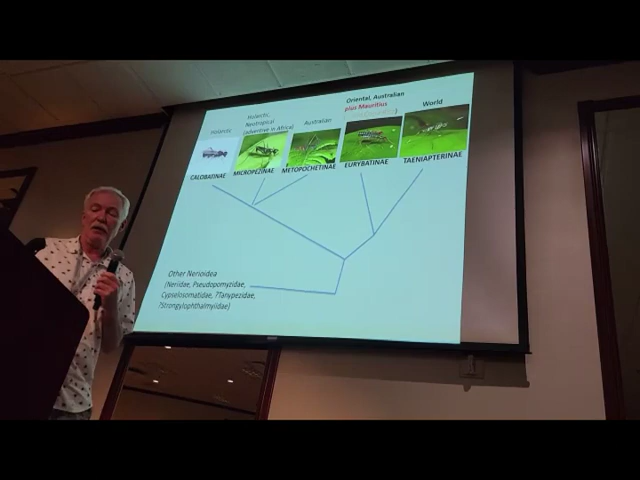 Holarctic
Holarctic,
Neotropical
(adventive in Africa)
Australian
Oriental, Australian
plus Mauritius
World
CALOBATINAE
MICROPEZINAE
METOPOCHETINAE
EURYBATINAE
TAENIAPTERINAE
Other Nerioidea
(Neriidae, Pseudopomyzidae,
Cypselosomatidae, ?Tanypezidae,
?Strongylophthalmyiidae)